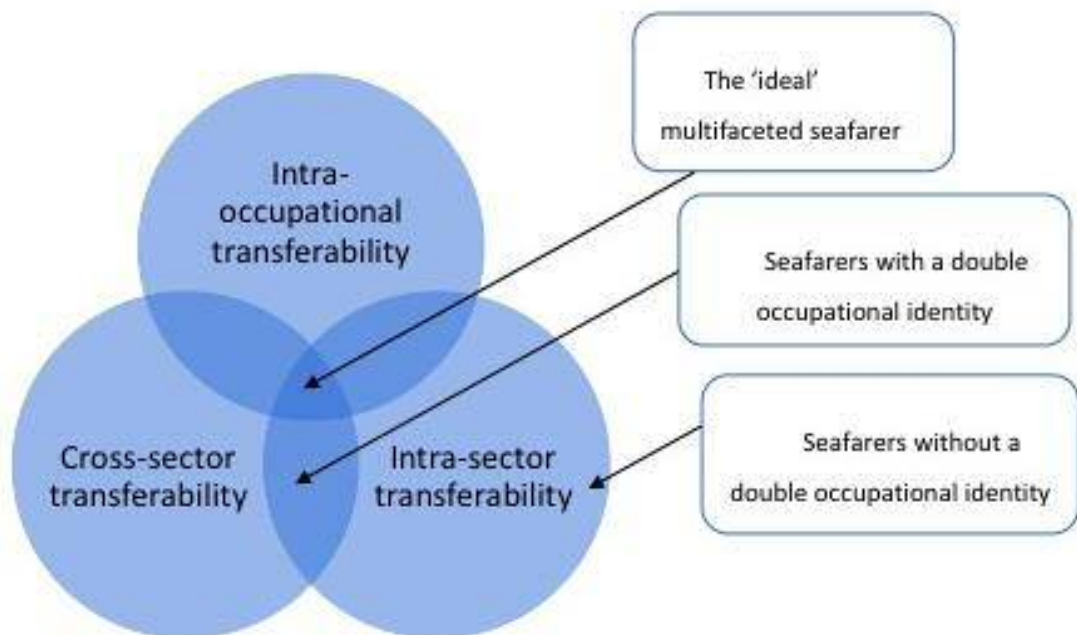 The ‘ideal’
multifaceted seafarer
Intra-
occupational
transferability
Seafarers with a double
occupational identity
Cross-sector
transferability
Intra-sector
transferability
Seafarers without a
double occupational identity